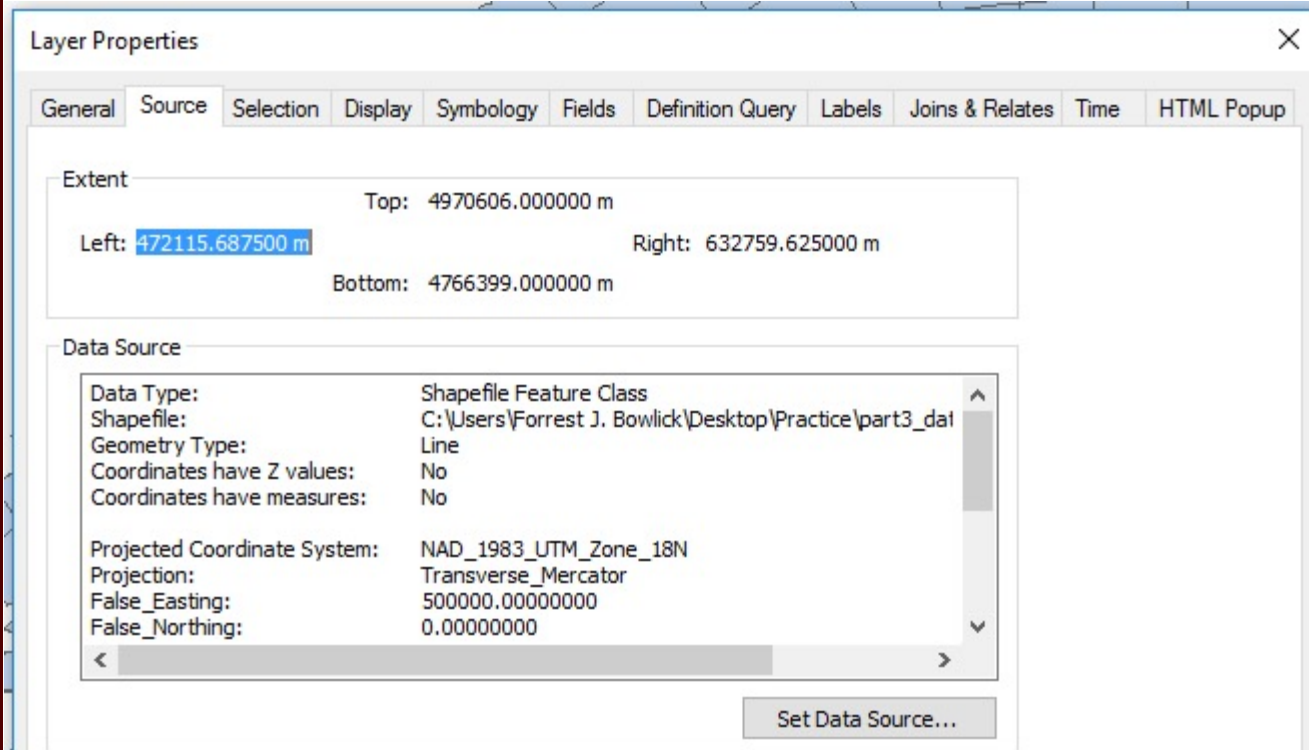 Layer Properties
General Source Selection Display Symbology Fields Definition Query Labels Joins & Relates Time HTML Popup
Extent
Top: 4970606.000000 m
Left: 472115.687500 m Right: 632759.625000 m
Bottom: 4766399.000000 m
Data Source
Data Type: Shapefile Feature Class
Shapefile: C:\Users\Forrest J. Bowlick\Desktop\Practice\part3_dat
Geometry Type: Line
Coordinates have Z values: No
Coordinates have measures: No
Projected Coordinate System: NAD_1983_UTM_Zone_18N
Projection: Transverse_Mercator
False_Easting: 500000.00000000
False_Northing: 0.00000000
Set Data Source...